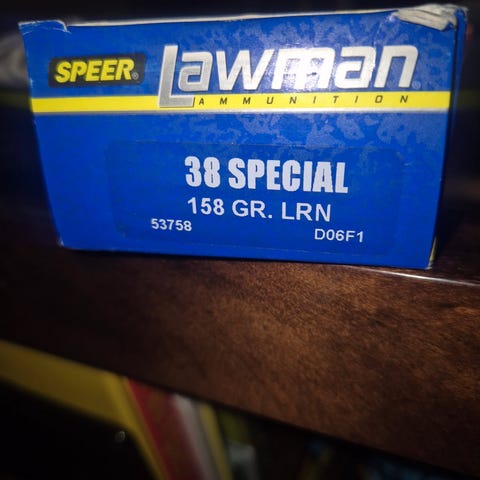 SPEER
Lawman
AMMUNITION
38 SPECIAL
158 GR. LRN
53758 D06F1